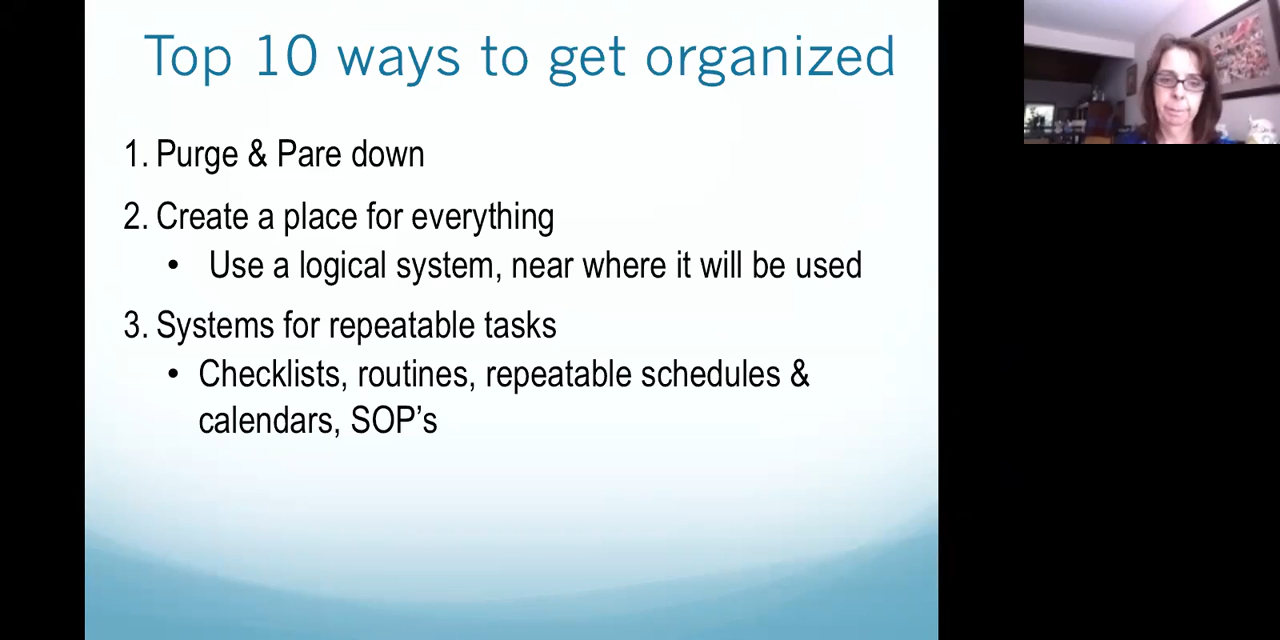 Top 10 ways to get organized
1. Purge & Pare down
2. Create a place for everything
• Use a logical system, near where it will be used
3. Systems for repeatable tasks
• Checklists, routines, repeatable schedules &
calendars, SOP’s